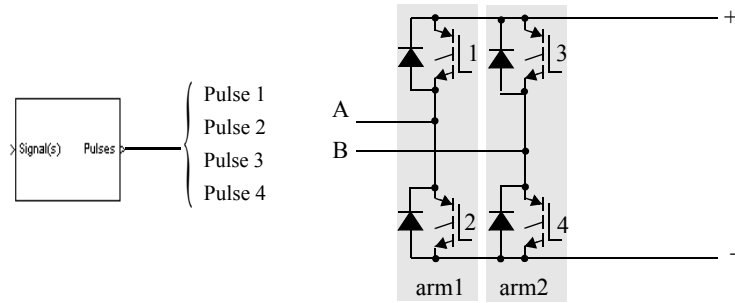 Signal(s) Pulses
Pulse 1
Pulse 2
Pulse 3
Pulse 4
+
1 3
A
B
2 4
−
arm1 arm2